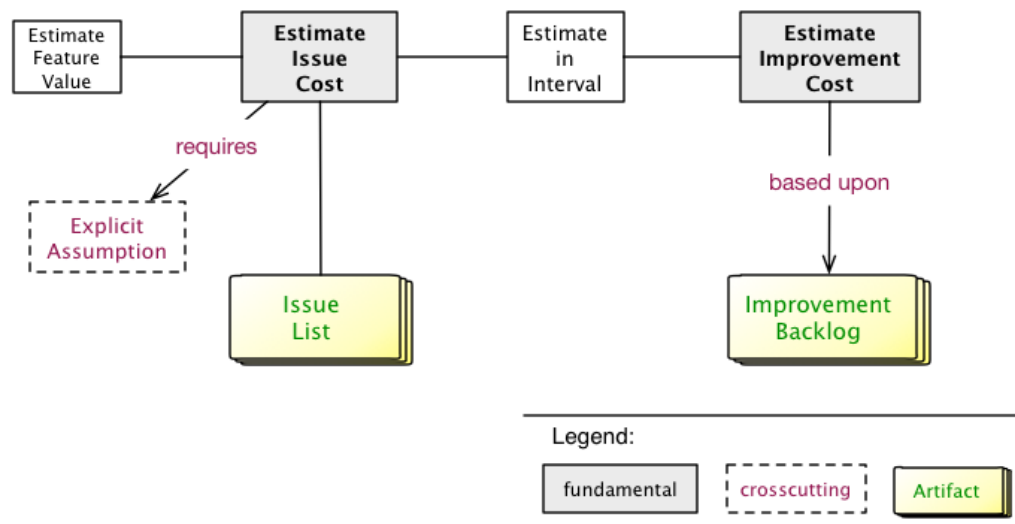 Estimate
Feature
Value
Estimate
Issue
Cost
Estimate
in
Interval
Estimate
Improvement
Cost
requires
based upon
Explicit
Assumption
Issue
List
Improvement
Backlog
Legend:
fundamental
crosscutting
Artifact